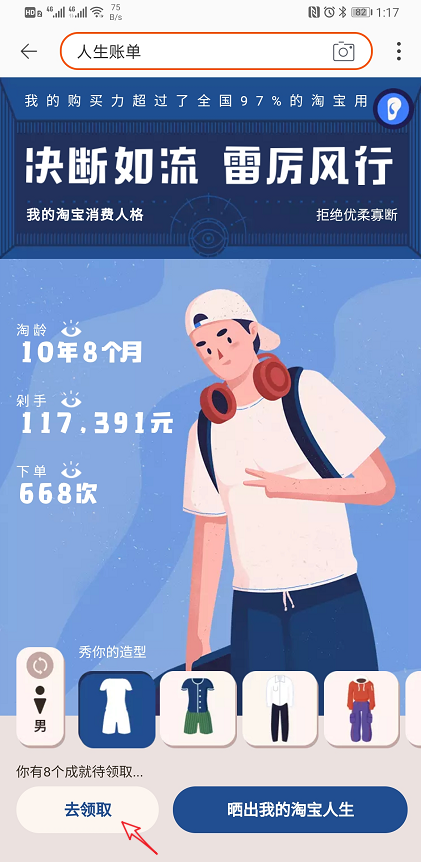 HD 2 4G 4G 75 B/s 82 1:17
人生账单
我的购买力超过了全国97%的淘宝用
决断如流 雷厉风行
我的淘宝消费人格
拒绝优柔寡断
淘龄
10年8个月
剁手
117,391元
下单
668次
秀你的造型
男
你有8个成就待领取...
去领取
晒出我的淘宝人生